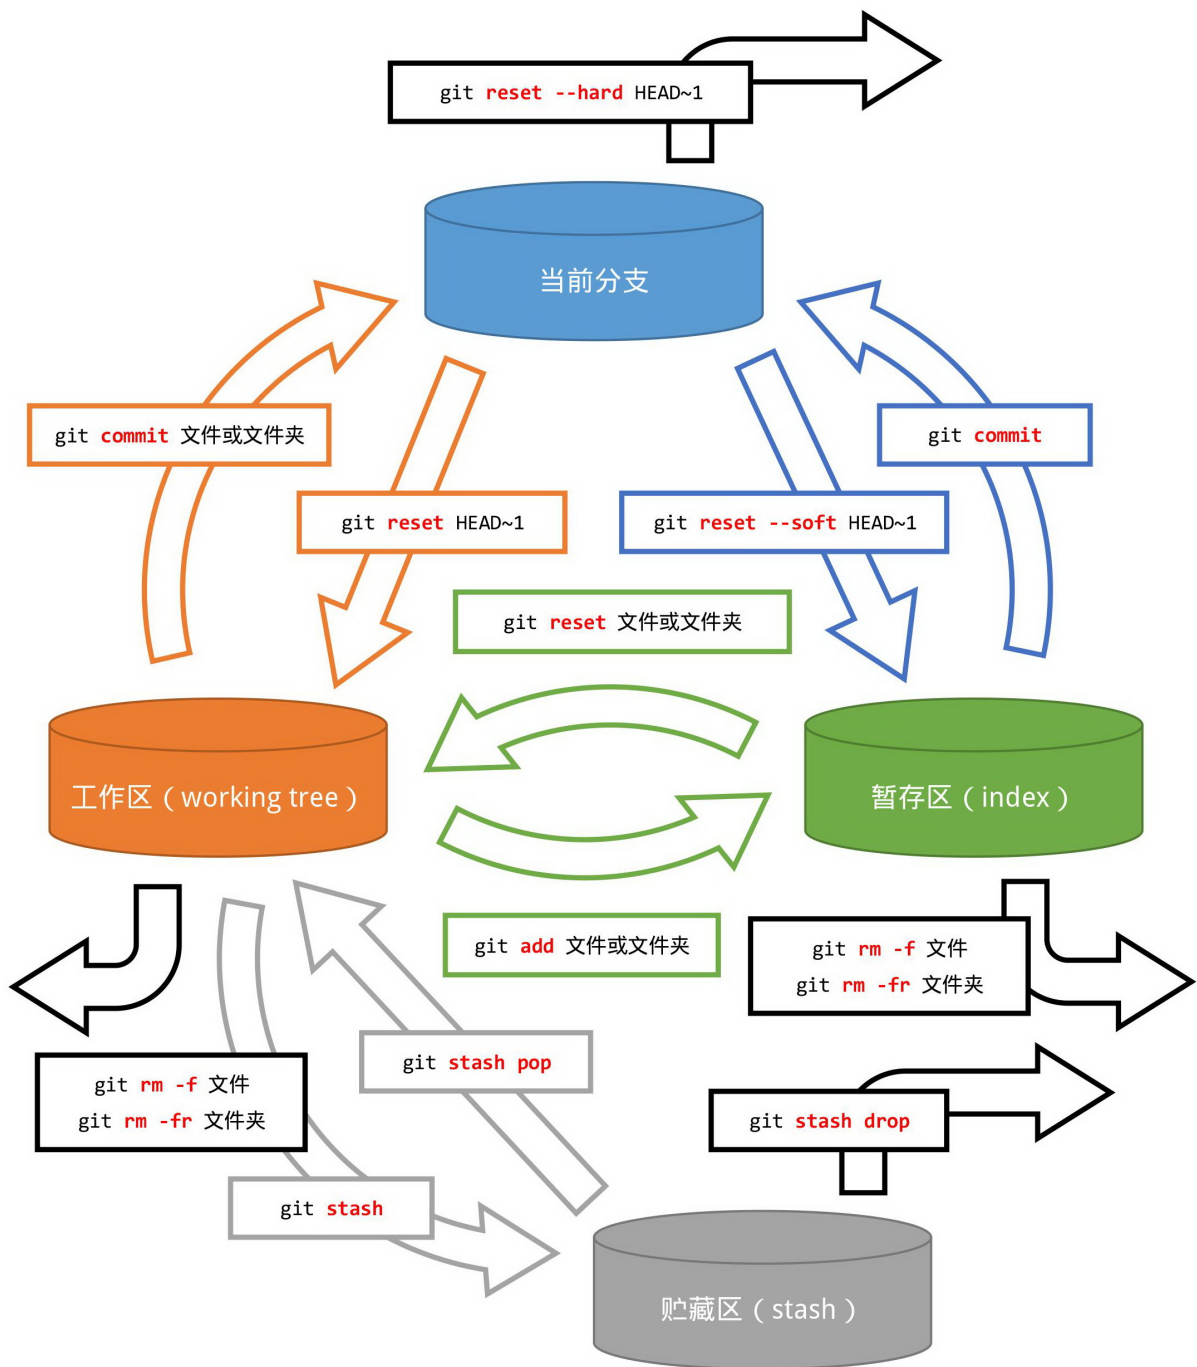 git reset --hard HEAD~1
当前分支
git commit 文件或文件夹
git commit
git reset HEAD~1
git reset --soft HEAD~1
git reset 文件或文件夹
工作区（working tree）
暂存区（index）
git add 文件或文件夹
git rm -f 文件
git rm -fr 文件夹
git stash pop
git rm -f 文件
git rm -fr 文件夹
git stash drop
git stash
贮藏区（stash）